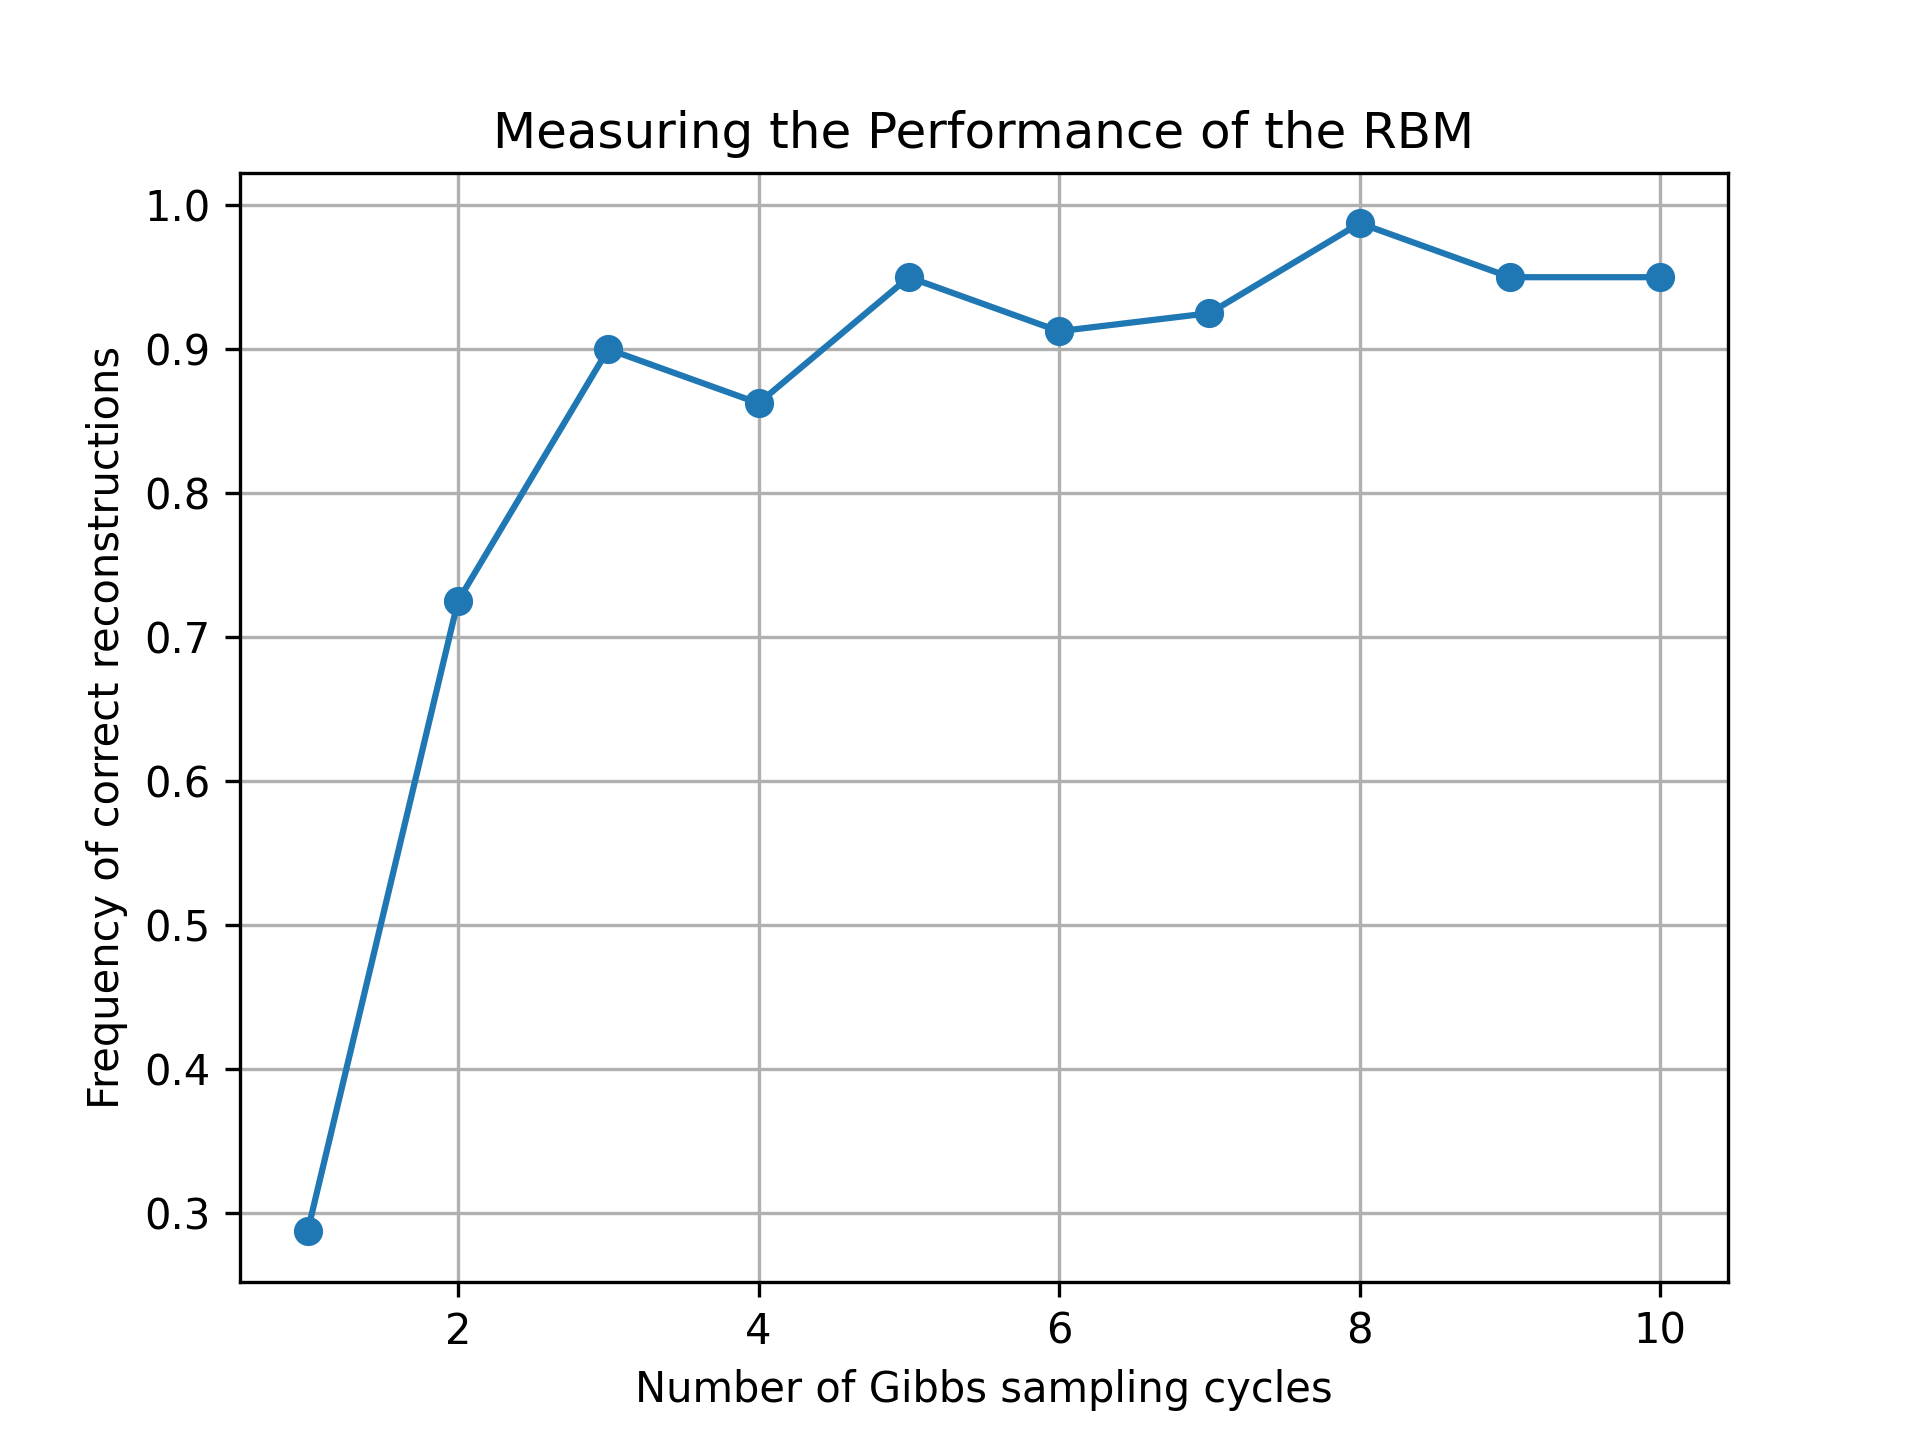 Measuring the Performance of the RBM
1.0
0.9
0.8
0.7
0.6
0.5
0.4
0.3
Frequency of correct reconstructions
2 4 6 8 10
Number of Gibbs sampling cycles